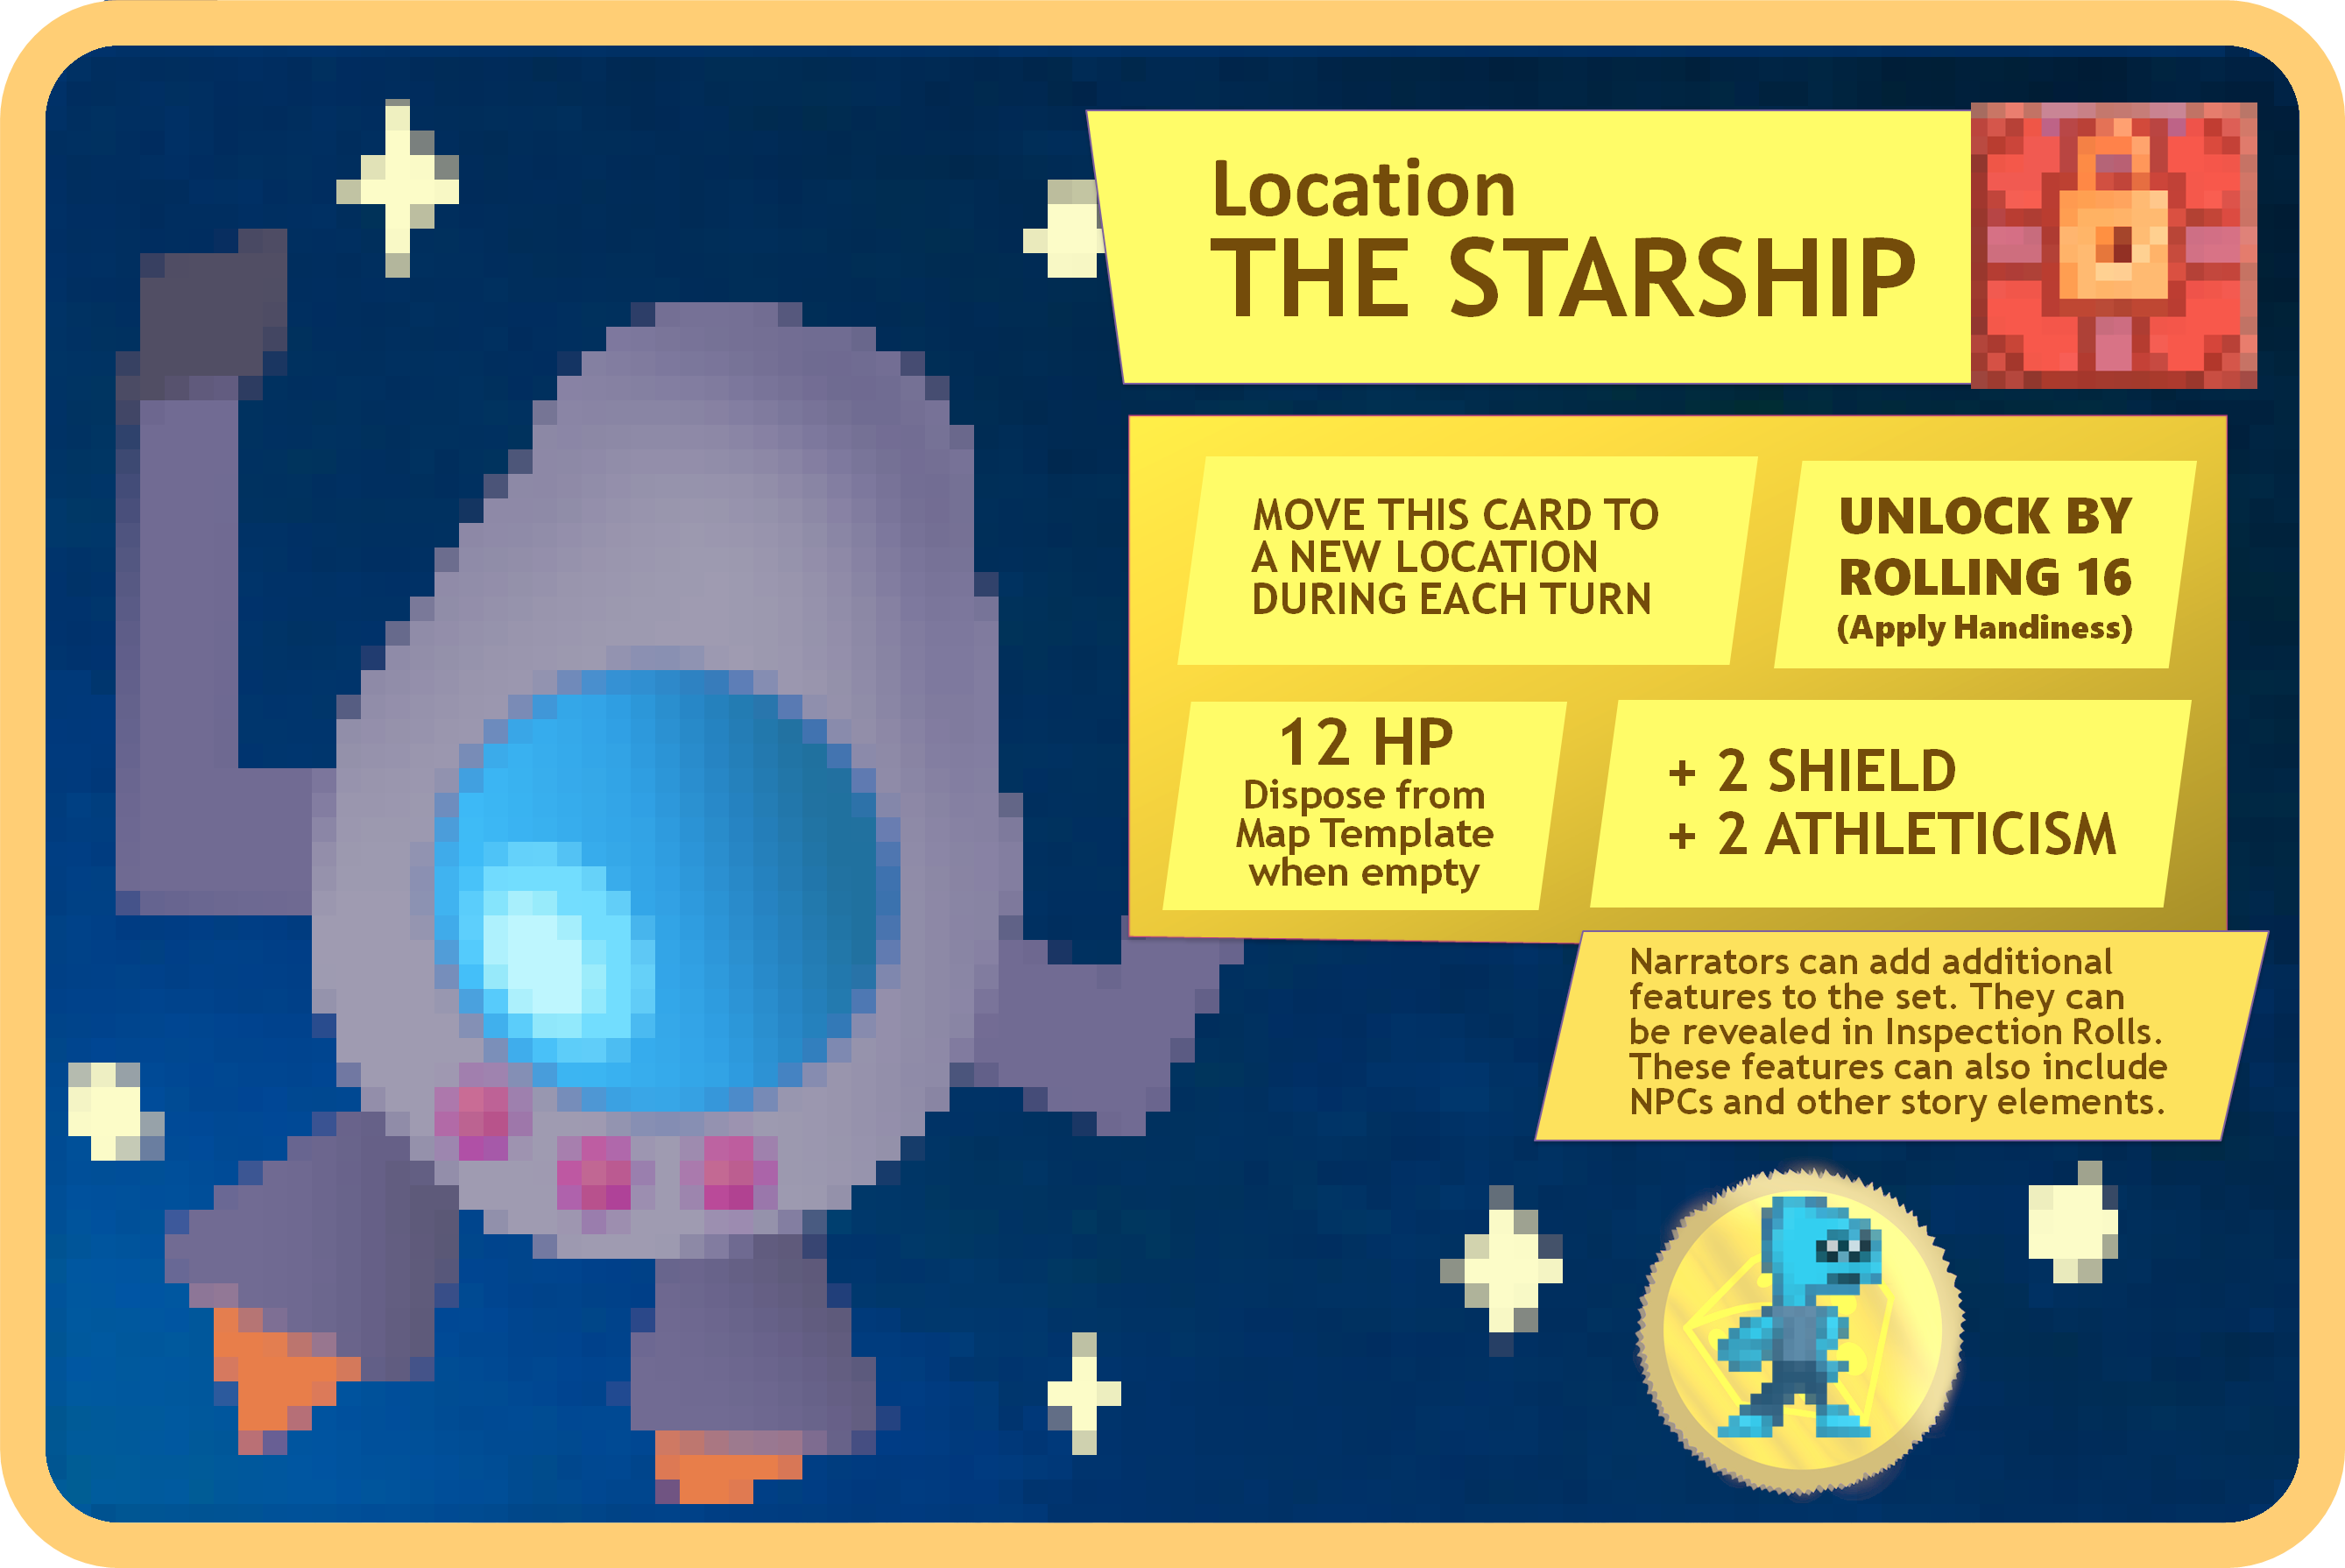 Location
THE STARSHIP
MOVE THIS CARD TO
A NEW LOCATION
DURING EACH TURN
UNLOCK BY
ROLLING 16
(Apply Handiness)
12 HP
Dispose from
Map Template
when empty
+ 2 SHIELD
+ 2 ATHLETICISM
Narrators can add additional
features to the set. They can
be revealed in Inspection Rolls.
These features can also include
NPCs and other story elements.